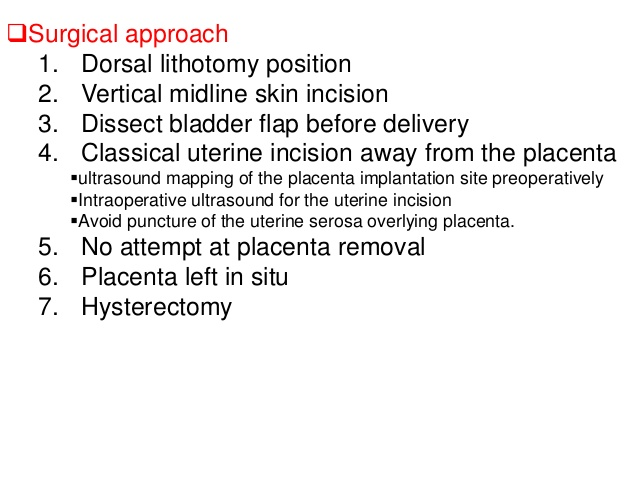 ❑Surgical approach
1. Dorsal lithotomy position
2. Vertical midline skin incision
3. Dissect bladder flap before delivery
4. Classical uterine incision away from the placenta
▪ultrasound mapping of the placenta implantation site preoperatively
▪Intraoperative ultrasound for the uterine incision
▪Avoid puncture of the uterine serosa overlying placenta.
5. No attempt at placenta removal
6. Placenta left in situ
7. Hysterectomy